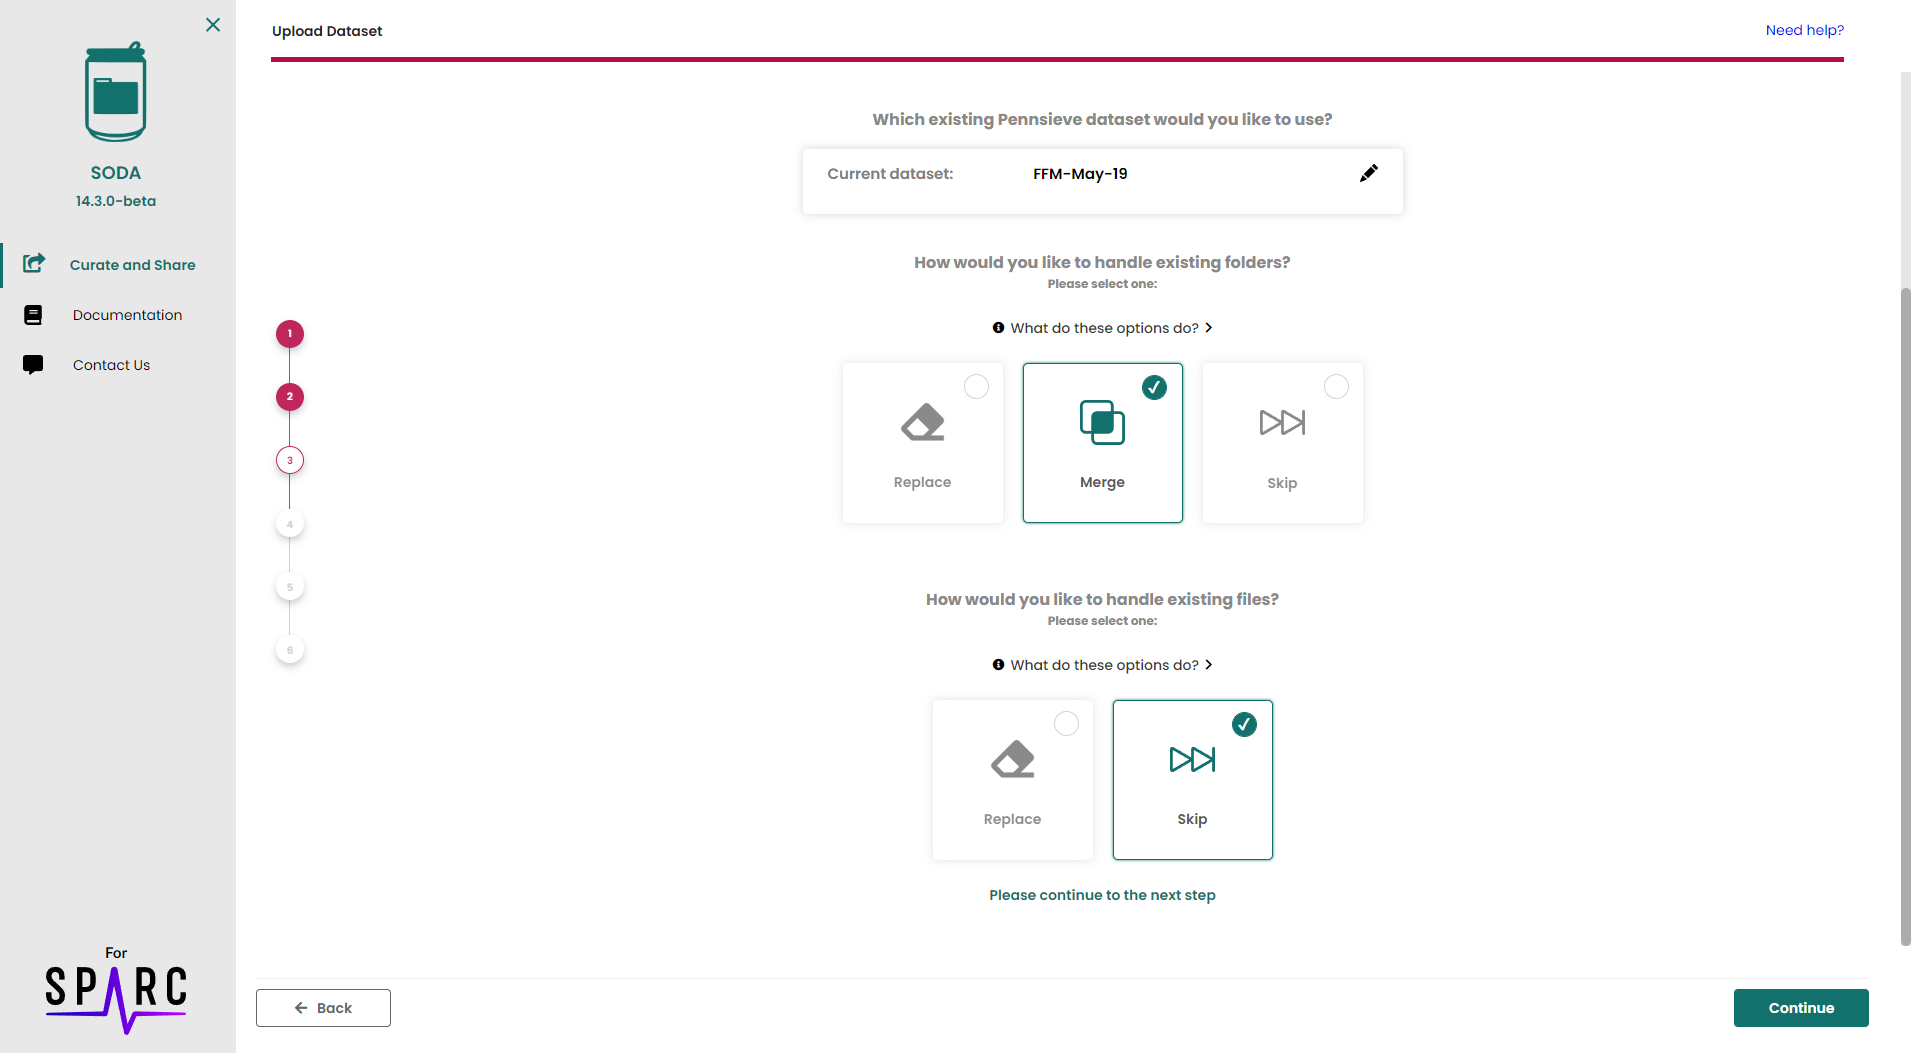 Upload Dataset
Need help?
SODA
14.3.0-beta
Curate and Share
Documentation
Contact Us
For
SPARC
1
2
3
4
5
6
Which existing Pennsieve dataset would you like to use?
Current dataset: FFM-May-19
How would you like to handle existing folders?
Please select one:
What do these options do?
Replace
Merge
Skip
How would you like to handle existing files?
Please select one:
What do these options do?
Replace
Skip
Please continue to the next step
Back
Continue